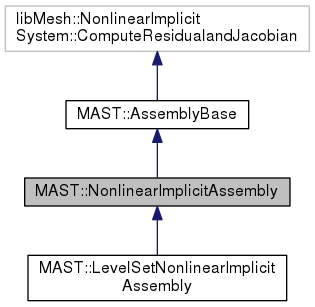 libMesh::NonlinearImplicit
System::ComputeResidualandJacobian
MAST::AssemblyBase
MAST::NonlinearImplicitAssembly
MAST::LevelSetNonlinearImplicit
Assembly